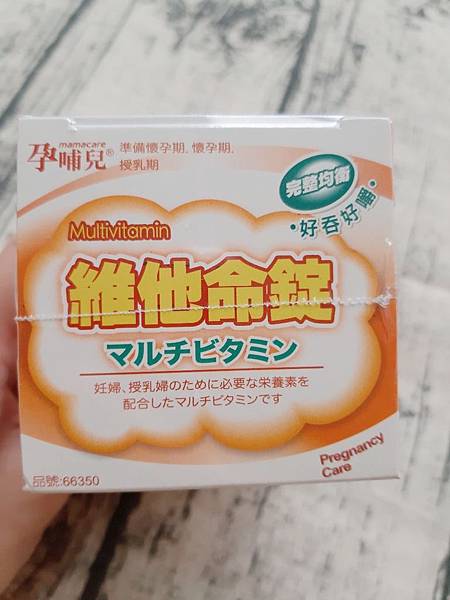 mamacare
孕哺兒®
準備懷孕期.懷孕期.
授乳期
完整均衡
•好吞好嚼•
Multivitamin
維他命錠
マルチビタミン
妊婦、授乳婦のために必要な栄養素を
配合したマルチビタミンです
Pregnancy
Care
品號:66350